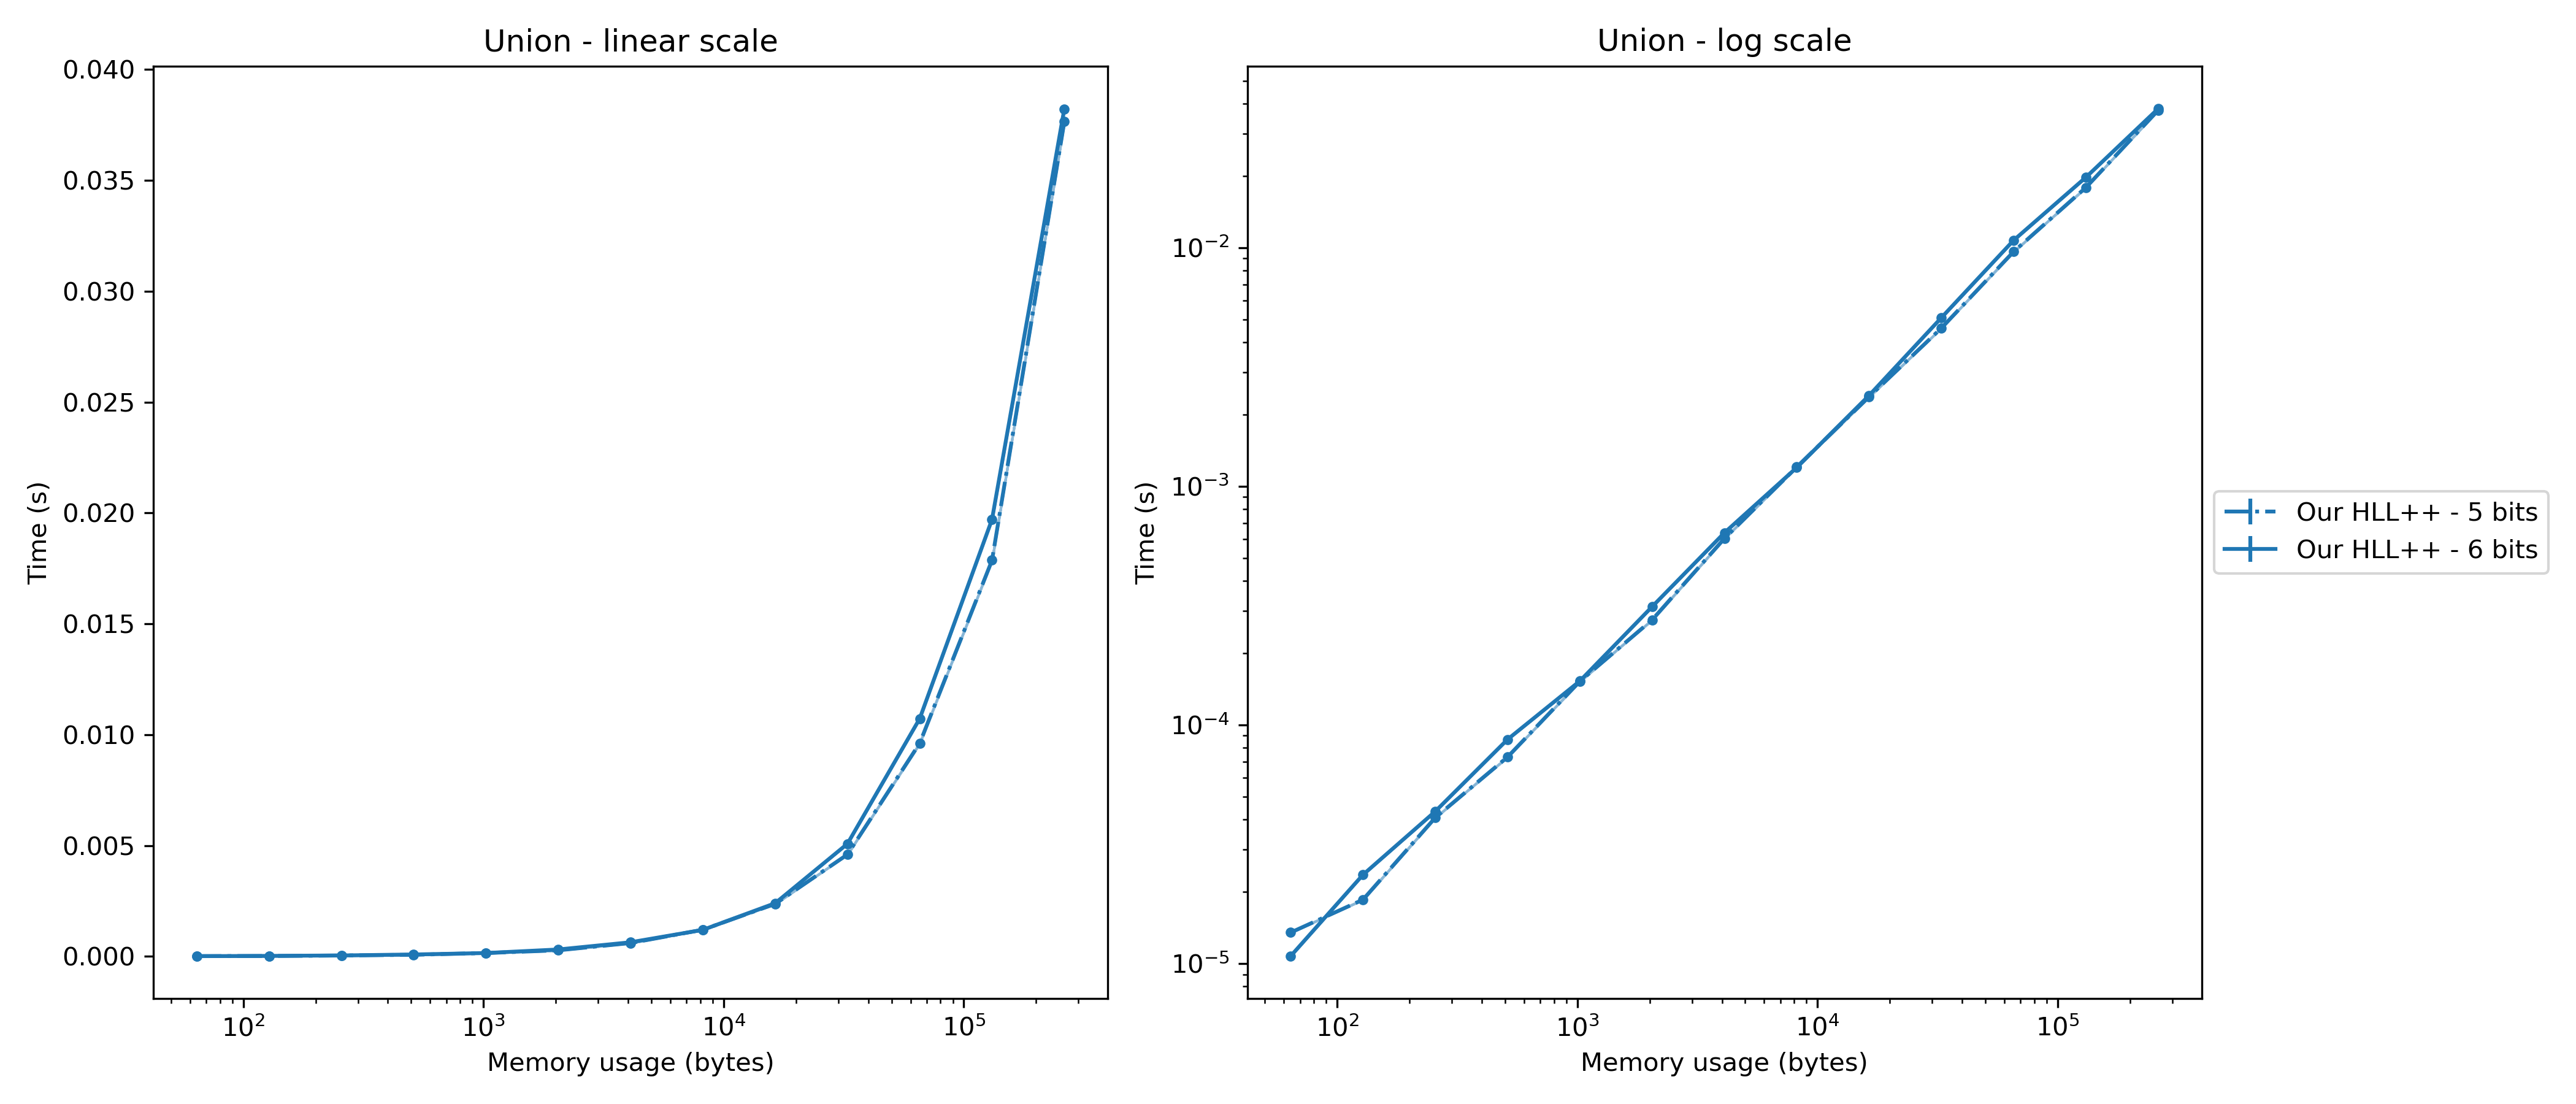 Union - linear scale
0.040
0.035
0.030
0.025
0.020
0.015
0.010
0.005
0.000
Time (s)
10² 10³ 10⁴ 10⁵
Memory usage (bytes)
Union - log scale
10⁻²
10⁻³
10⁻⁴
10⁻⁵
Time (s)
10² 10³ 10⁴ 10⁵
Memory usage (bytes)
Our HLL++ - 5 bits
Our HLL++ - 6 bits